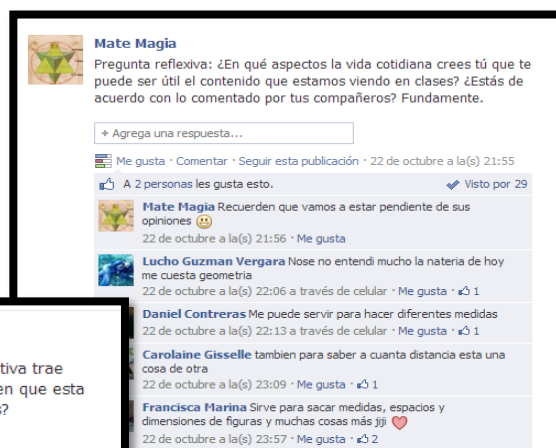 Mate Magia
Pregunta reflexiva: ¿En qué aspectos la vida cotidiana crees tú que te
puede ser útil el contenido que estamos viendo en clases? ¿Estás de
acuerdo con lo comentado por tus compañeros? Fundamente.
+ Agrega una respuesta...
Me gusta · Comentar · Seguir esta publicación · 22 de octubre a la(s) 21:55
A 2 personas les gusta esto.
Visto por 29
Mate Magia Recuerden que vamos a estar pendiente de sus
opiniones 😀
22 de octubre a la(s) 21:56 · Me gusta
Lucho Guzman Vergara Nose no entendi mucho la nateria de hoy
me cuesta geometria
22 de octubre a la(s) 22:06 a través de celular · Me gusta · 1
Daniel Contreras Me puede servir para hacer diferentes medidas
22 de octubre a la(s) 22:13 a través de celular · Me gusta · 1
Carolaine Gisselle tambien para saber a cuanta distancia esta una
cosa de otra
22 de octubre a la(s) 23:09 · Me gusta · 1
Francisca Marina Sirve para sacar medidas, espacios y
dimensiones de figuras y muchas cosas más jiji ❤
22 de octubre a la(s) 23:57 · Me gusta · 2
tiva trae
en que esta